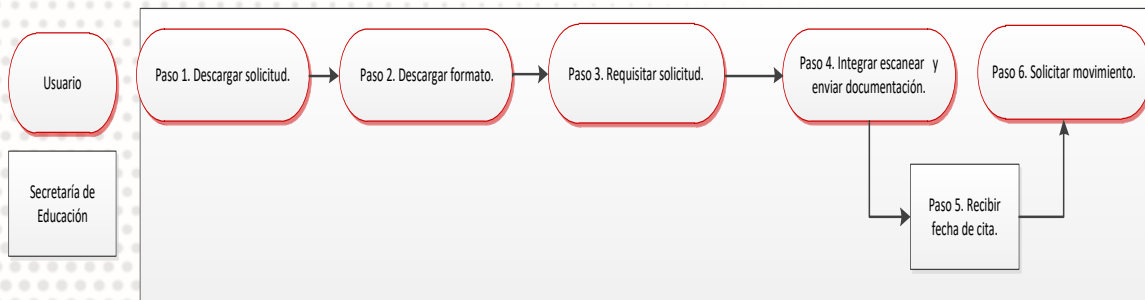 Usuario
Secretaría de
Educación
Paso 1. Descargar solicitud.
Paso 2. Descargar formato.
Paso 3. Requisitar solicitud.
Paso 4. Integrar escanear y
enviar documentación.
Paso 5. Recibir
fecha de cita.
Paso 6. Solicitar movimiento.